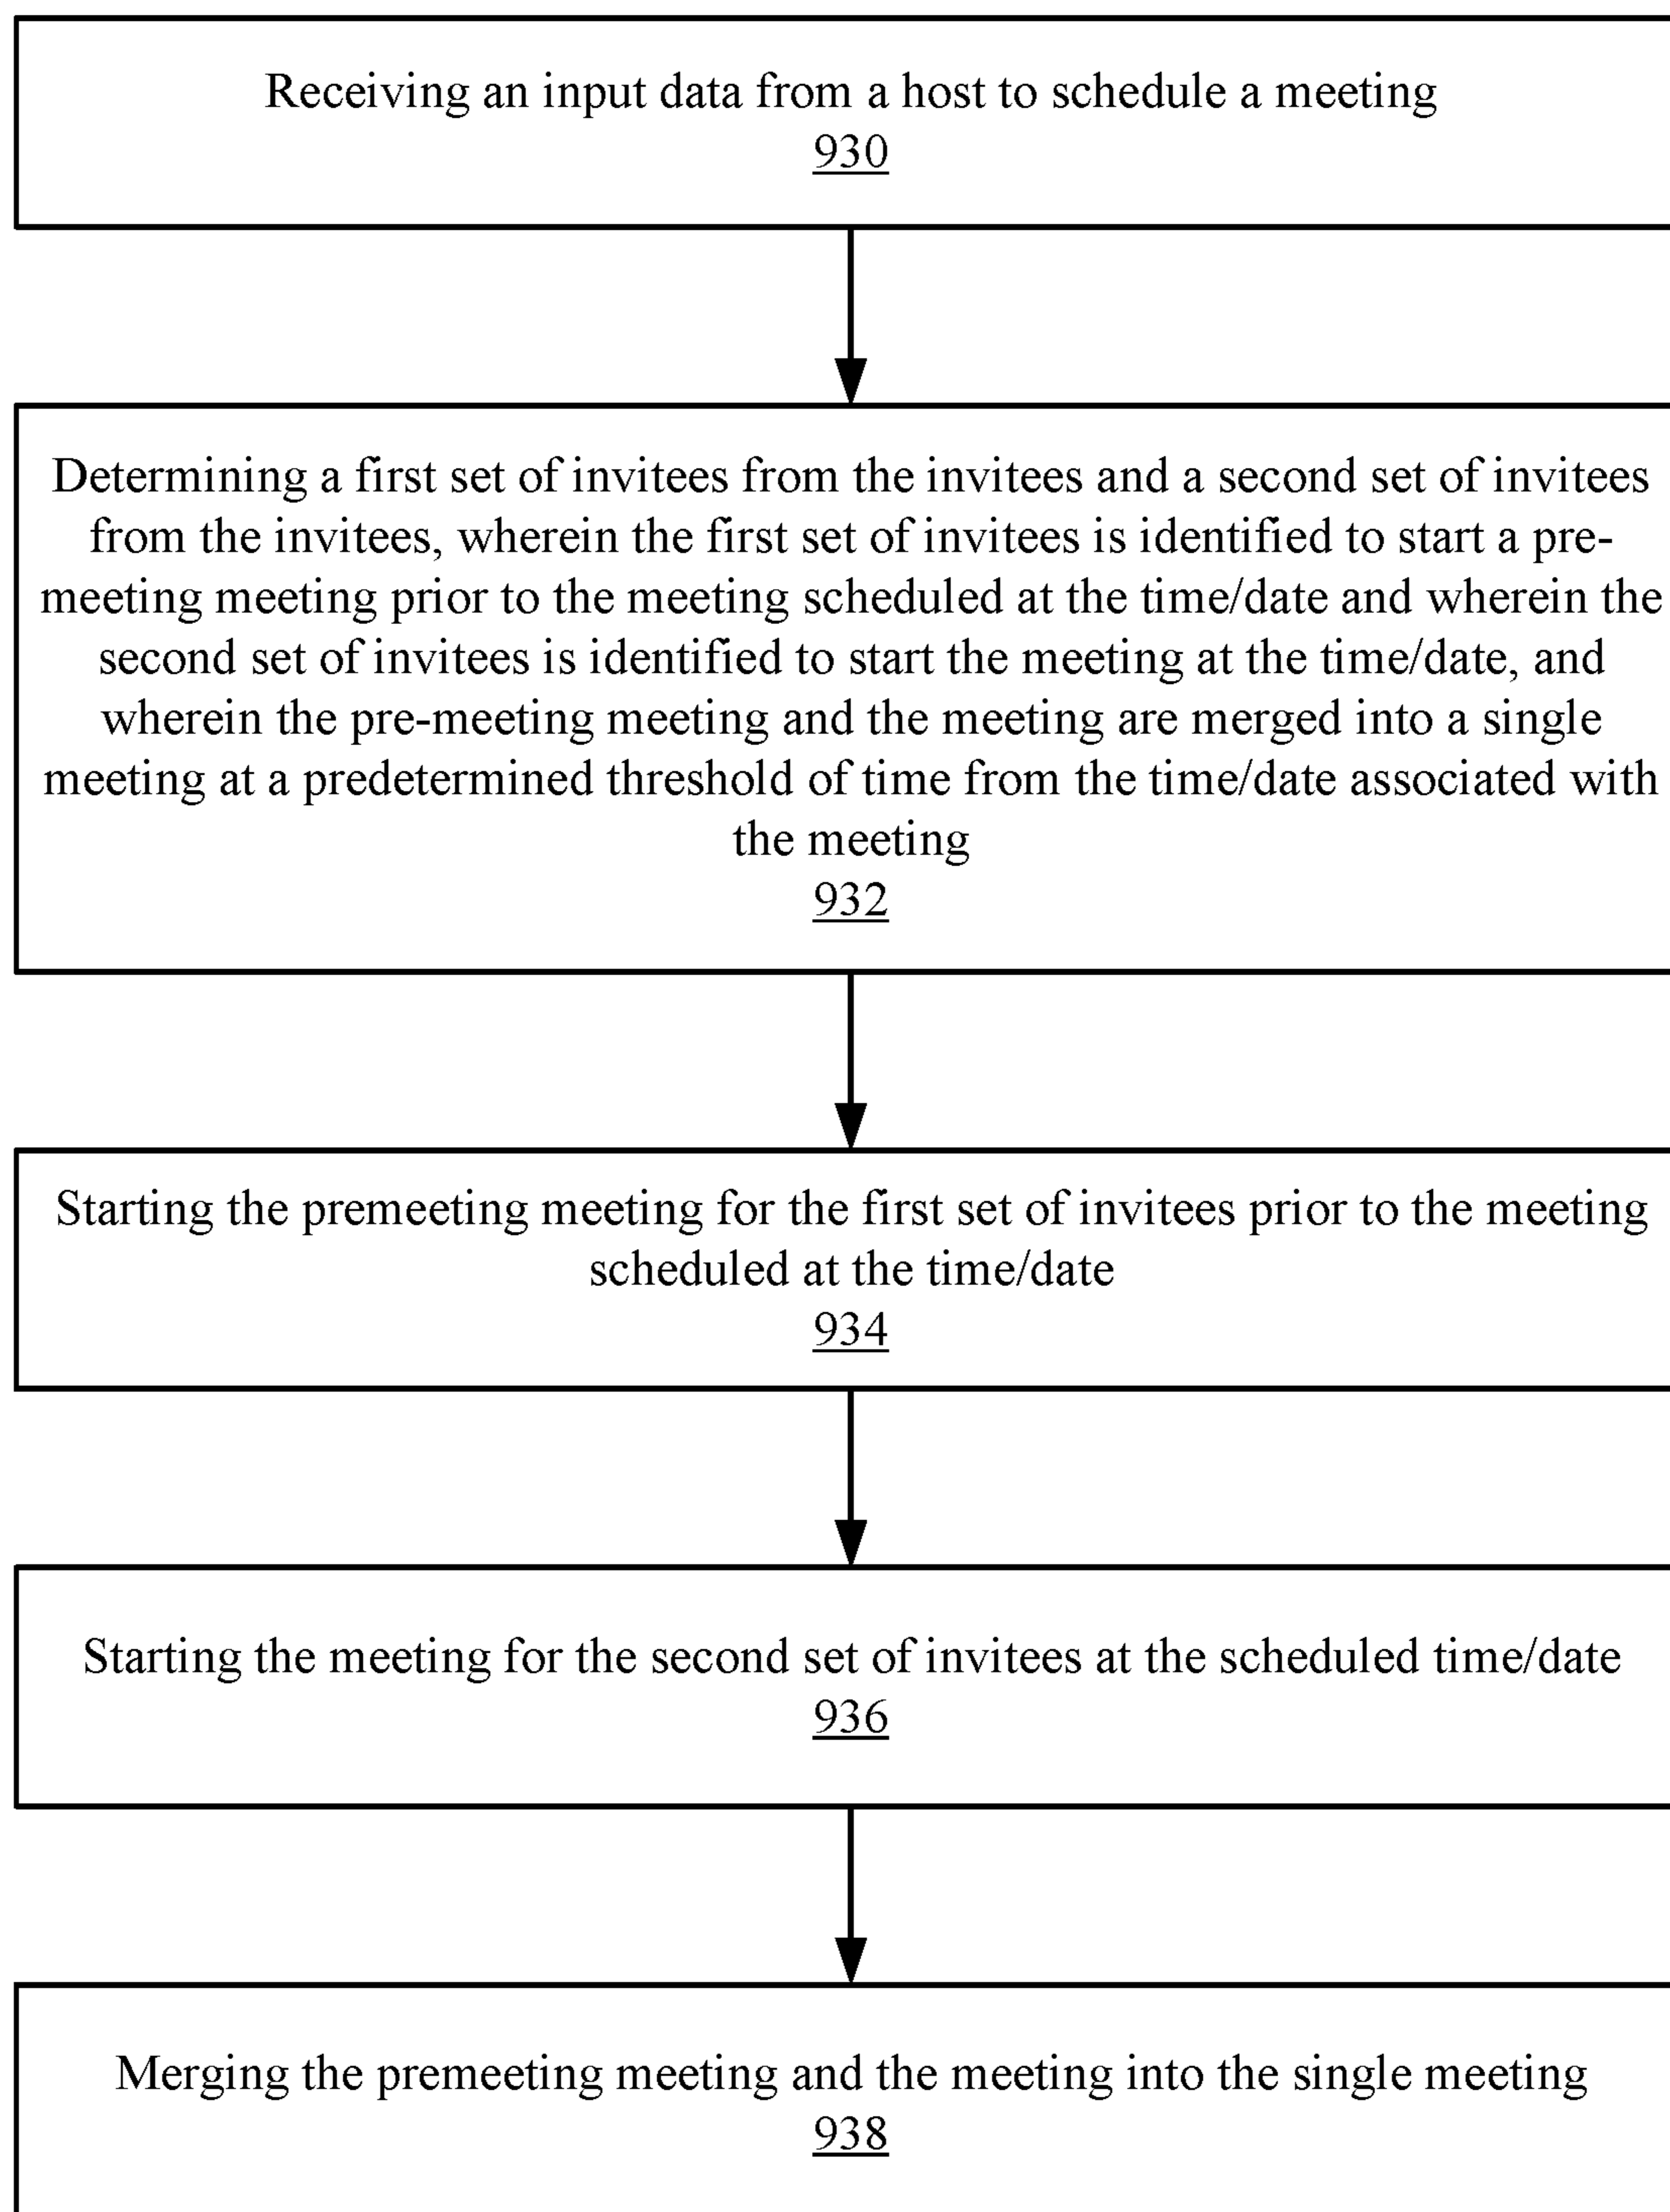 Receiving an input data from a host to schedule a meeting
930
Determining a first set of invitees from the invitees and a second set of invitees
from the invitees, wherein the first set of invitees is identified to start a pre-
meeting meeting prior to the meeting scheduled at the time/date and wherein the
second set of invitees is identified to start the meeting at the time/date, and
wherein the pre-meeting meeting and the meeting are merged into a single
meeting at a predetermined threshold of time from the time/date associated with
the meeting
932
Starting the premeeting meeting for the first set of invitees prior to the meeting
scheduled at the time/date
934
Starting the meeting for the second set of invitees at the scheduled time/date
936
Merging the premeeting meeting and the meeting into the single meeting
938